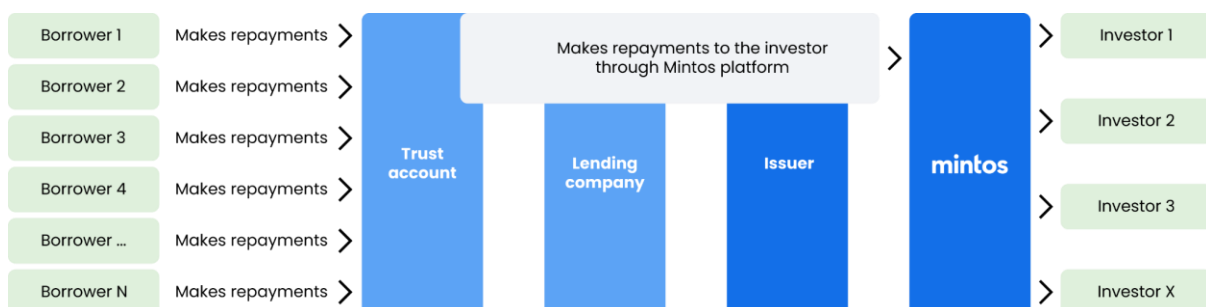 Borrower 1 Makes repayments
Borrower 2 Makes repayments
Borrower 3 Makes repayments
Borrower 4 Makes repayments
Borrower ... Makes repayments
Borrower N Makes repayments
Trust
account
Makes repayments to the investor
through Mintos platform
Lending
company
Issuer
mintos
Investor 1
Investor 2
Investor 3
Investor X